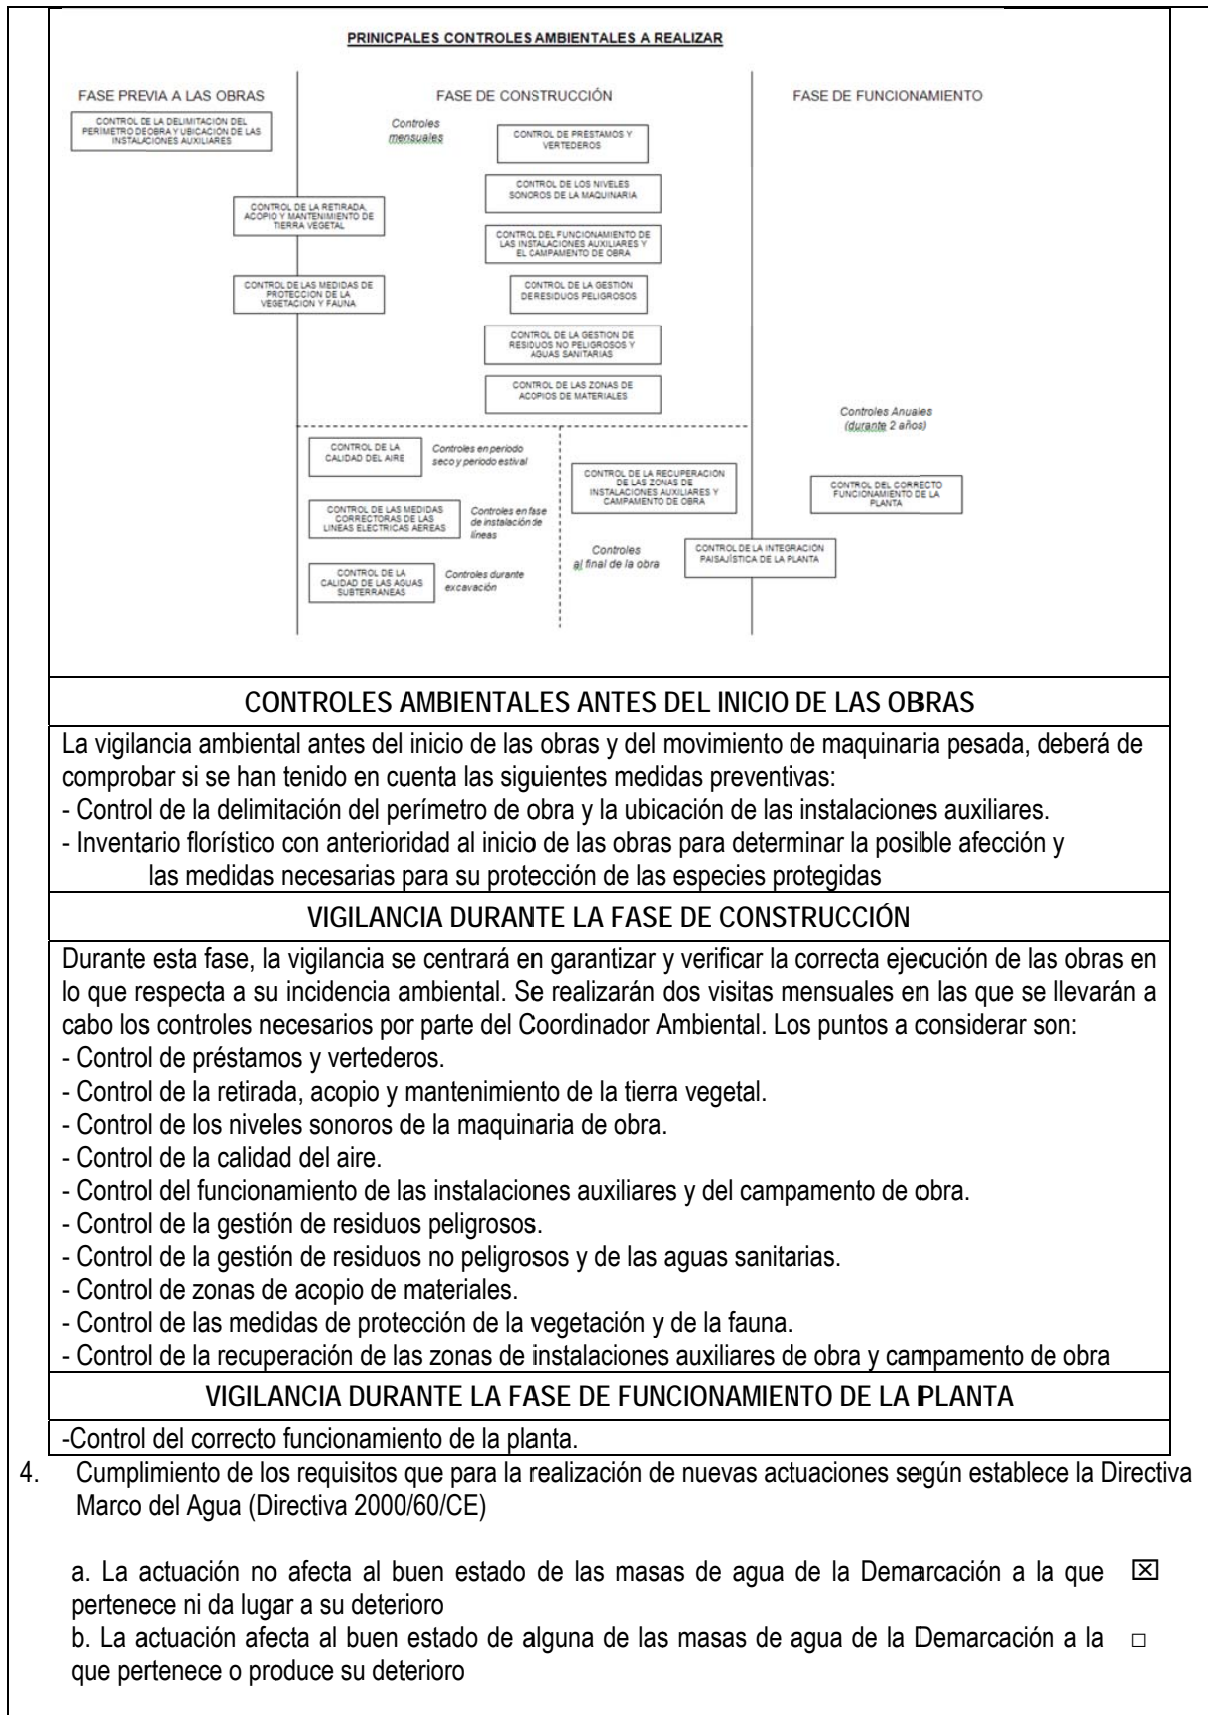 PRINICPALES CONTROLES AMBIENTALES A REALIZAR
FASE PREVIA A LAS OBRAS
FASE DE CONSTRUCCIÓN
FASE DE FUNCIONAMIENTO
CONTROL DE LA DELIMITACIÓN DEL
PERÍMETRO DEOBRA Y UBICACIÓN DE LAS
INSTALACIONES AUXILIARES
Controles
mensuales
CONTROL DE PRESTAMOS Y
VERTEDEROS
CONTROL DE LOS NIVELES
SONOROS DE LA MAQUINARIA
CONTROL DE LA RETIRADA,
ACOPIO Y MANTENIMIENTO DE
TIERRA VEGETAL
CONTROL DEL FUNCIONAMIENTO DE
LAS INSTALACIONES AUXILIARES Y
EL CAMPAMENTO DE OBRA
CONTROL DE LAS MEDIDAS DE
PROTECCION DE LA
VEGETACION Y FAUNA
CONTROL DE LA GESTIÓN
DERESIDUOS PELIGROSOS
CONTROL DE LA GESTION DE
RESIDUOS NO PELIGROSOS Y
AGUAS SANITARIAS
CONTROL DE LAS ZONAS DE
ACOPIOS DE MATERIALES
Controles Anuales
(durante 2 años)
CONTROL DE LA
CALIDAD DEL AIRE
Controles en periodo
seco y periodo estival
CONTROL DE LA RECUPERACIÓN
DE LAS ZONAS DE
INSTALACIONES AUXILIARES Y
CAMPAMENTO DE OBRA
CONTROL DEL CORRECTO
FUNCIONAMIENTO DE LA
PLANTA
CONTROL DE LAS MEDIDAS
CORRECTORAS DE LAS
LINEAS ELECTRICAS AEREAS
Controles en fase
de instalación de
líneas
Controles
al final de la obra
CONTROL DE LA INTEGRACIÓN
PAISAJÍSTICA DE LA PLANTA
CONTROL DE LA
CALIDAD DE LAS AGUAS
SUBTERRÁNEAS
Controles durante
excavación
CONTROLES AMBIENTALES ANTES DEL INICIO DE LAS OBRAS
La vigilancia ambiental antes del inicio de las obras y del movimiento de maquinaria pesada, deberá de
comprobar si se han tenido en cuenta las siguientes medidas preventivas:
- Control de la delimitación del perímetro de obra y la ubicación de las instalaciones auxiliares.
- Inventario florístico con anterioridad al inicio de las obras para determinar la posible afección y
las medidas necesarias para su protección de las especies protegidas
VIGILANCIA DURANTE LA FASE DE CONSTRUCCIÓN
Durante esta fase, la vigilancia se centrará en garantizar y verificar la correcta ejecución de las obras en
lo que respecta a su incidencia ambiental. Se realizarán dos visitas mensuales en las que se llevarán a
cabo los controles necesarios por parte del Coordinador Ambiental. Los puntos a considerar son:
- Control de préstamos y vertederos.
- Control de la retirada, acopio y mantenimiento de la tierra vegetal.
- Control de los niveles sonoros de la maquinaria de obra.
- Control de la calidad del aire.
- Control del funcionamiento de las instalaciones auxiliares y del campamento de obra.
- Control de la gestión de residuos peligrosos.
- Control de la gestión de residuos no peligrosos y de las aguas sanitarias.
- Control de zonas de acopio de materiales.
- Control de las medidas de protección de la vegetación y de la fauna.
- Control de la recuperación de las zonas de instalaciones auxiliares de obra y campamento de obra
VIGILANCIA DURANTE LA FASE DE FUNCIONAMIENTO DE LA PLANTA
-Control del correcto funcionamiento de la planta.
4. Cumplimiento de los requisitos que para la realización de nuevas actuaciones según establece la Directiva
Marco del Agua (Directiva 2000/60/CE)
a. La actuación no afecta al buen estado de las masas de agua de la Demarcación a la que ☒
pertenece ni da lugar a su deterioro
b. La actuación afecta al buen estado de alguna de las masas de agua de la Demarcación a la □
que pertenece o produce su deterioro